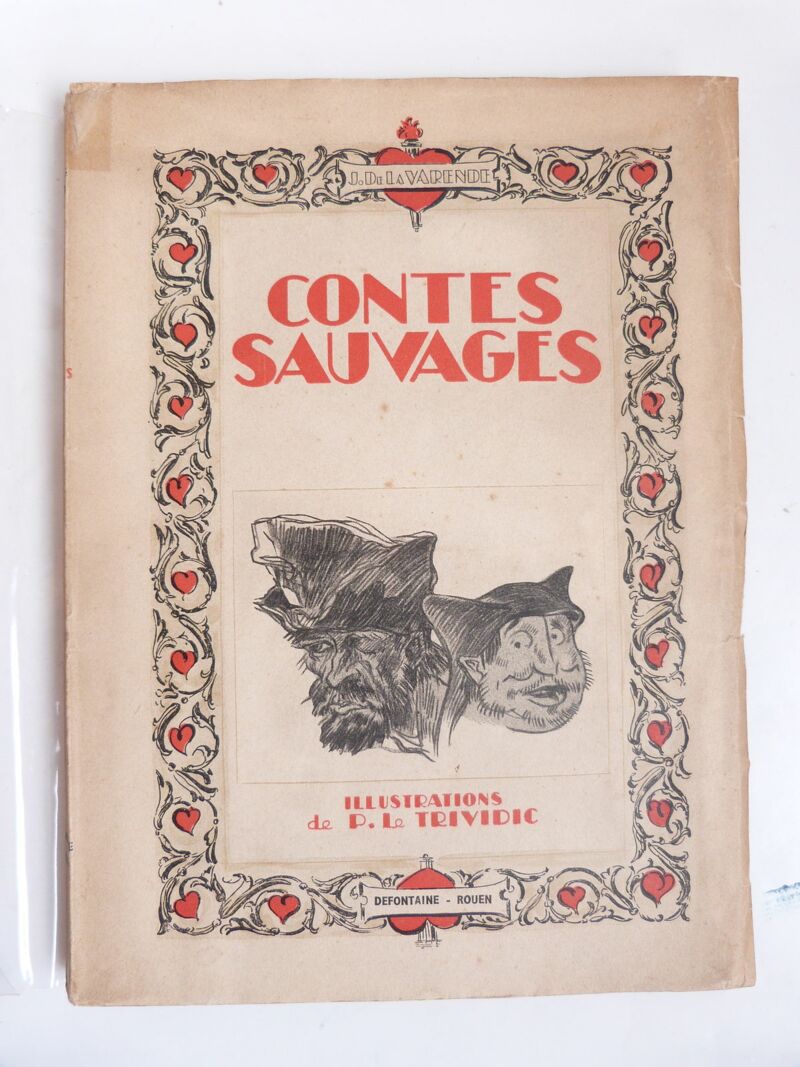 J. DE LA VARENDE
CONTES
SAUVAGES
ILLUSTRATIONS
de P. Le TRIVIDIC
DEFONTAINE - ROUEN
S
E